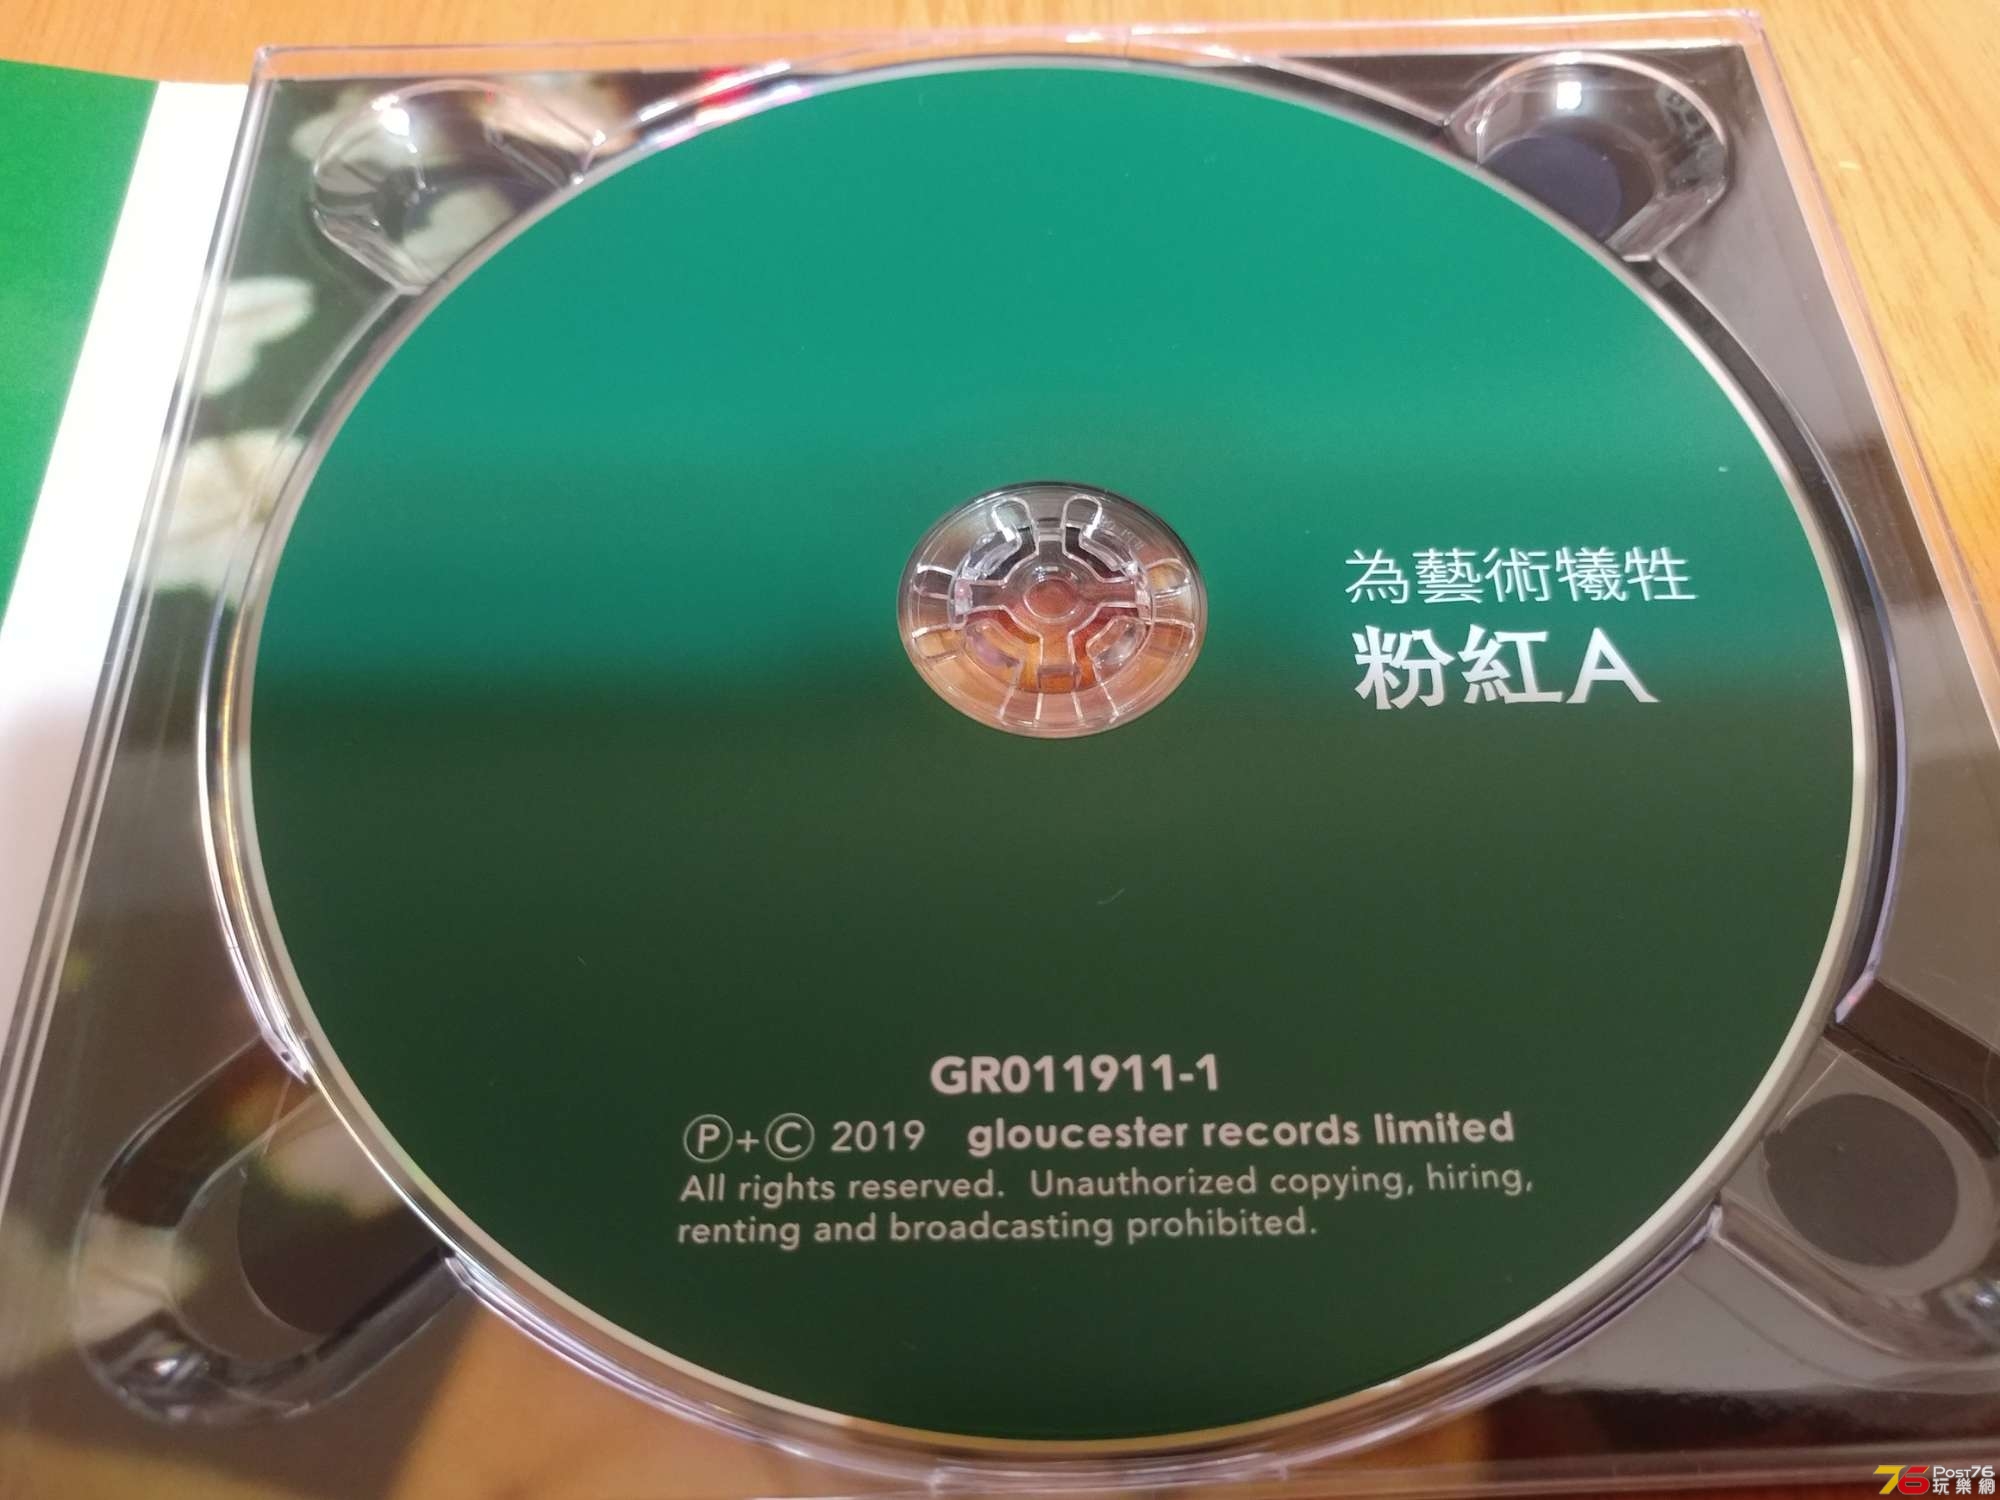 為藝術犧牲
粉紅A
GR011911-1
Ⓟ+Ⓒ 2019 gloucester records limited
All rights reserved. Unauthorized copying, hiring,
renting and broadcasting prohibited.
76 POST76
玩樂網